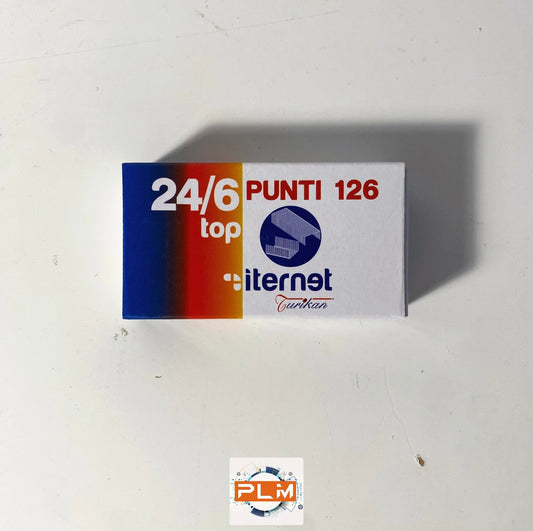 24/6 PUNTI 126
top
iternet
Turikan
PLM